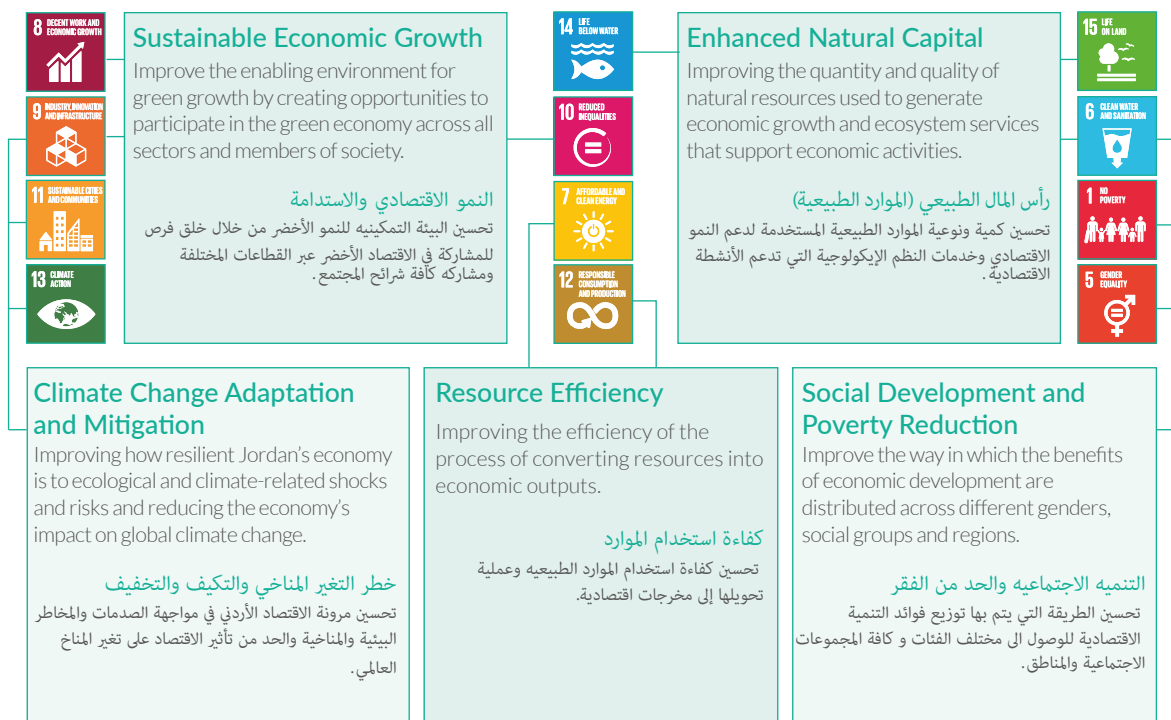 8 DECENT WORK AND
ECONOMIC GROWTH
9 INDUSTRY, INNOVATION
AND INFRASTRUCTURE
11 SUSTAINABLE CITIES
AND COMMUNITIES
13 CLIMATE
ACTION
Sustainable Economic Growth
Improve the enabling environment for
green growth by creating opportunities to
participate in the green economy across all
sectors and members of society.
النمو الاقتصادي والاستدامة
تحسين البيئة التمكينيه للنمو الأخضر من خلال خلق فرص
للمشاركة في الاقتصاد الأخضر عبر القطاعات المختلفة
ومشاركه كافة شرائح المجتمع.
14 LIFE
BELOW WATER
10 REDUCED
INEQUALITIES
7 AFFORDABLE AND
CLEAN ENERGY
12 RESPONSIBLE
CONSUMPTION
AND PRODUCTION
Enhanced Natural Capital
Improving the quantity and quality of
natural resources used to generate
economic growth and ecosystem services
that support economic activities.
رأس المال الطبيعي (الموارد الطبيعية)
تحسين كمية ونوعية الموارد الطبيعية المستخدمة لدعم النمو
الاقتصادي وخدمات النظم الإيكولوجية التي تدعم الأنشطة
الاقتصادية.
15 LIFE
ON LAND
6 CLEAN WATER
AND SANITATION
1 NO
POVERTY
5 GENDER
EQUALITY
Climate Change Adaptation
and Mitigation
Improving how resilient Jordan's economy
is to ecological and climate-related shocks
and risks and reducing the economy's
impact on global climate change.
خطر التغير المناخي والتكيف والتخفيف
تحسين مرونة الاقتصاد الأردني في مواجهة الصدمات والمخاطر
البيئية والمناخية والحد من تأثير الاقتصاد على تغير المناخ
العالمي.
Resource Efficiency
Improving the efficiency of the
process of converting resources into
economic outputs.
كفاءة استخدام الموارد
تحسين كفاءة استخدام الموارد الطبيعيه وعملية
تحويلها إلى مخرجات اقتصادية.
Social Development and
Poverty Reduction
Improve the way in which the benefits
of economic development are
distributed across different genders,
social groups and regions.
التنميه الاجتماعيه والحد من الفقر
تحسين الطريقة التي يتم بها توزيع فوائد التنمية
الاقتصادية للوصول الى مختلف الفئات و كافة المجموعات
الاجتماعية والمناطق.